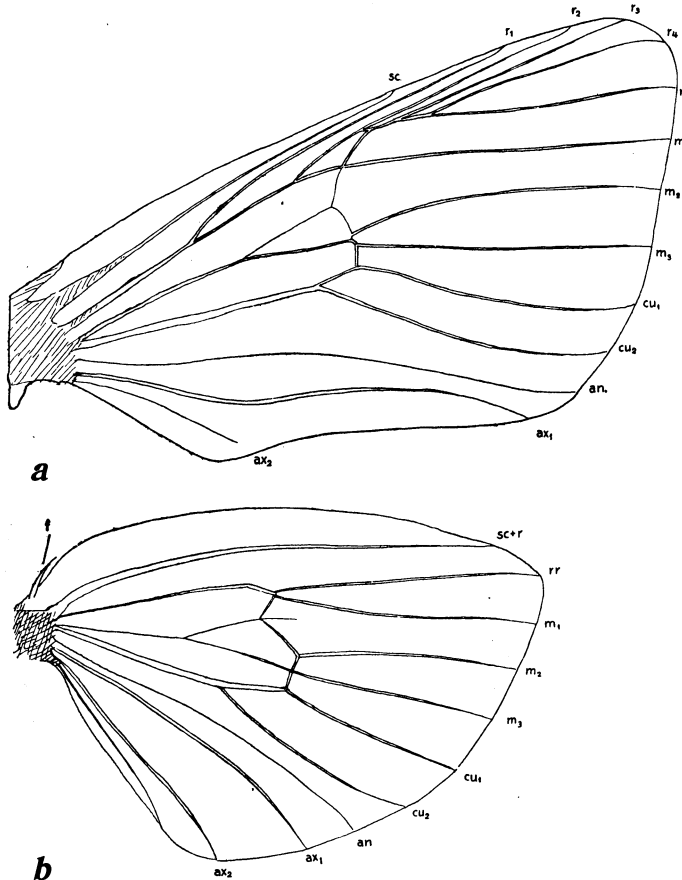 sc
r₁
r₂
r₃
r₄
m
m₂
m₃
cu₁
cu₂
an.
ax₁
ax₂
a
sc+r
rr
m₁
m₂
m₃
cu₁
cu₂
an
ax₁
ax₂
b